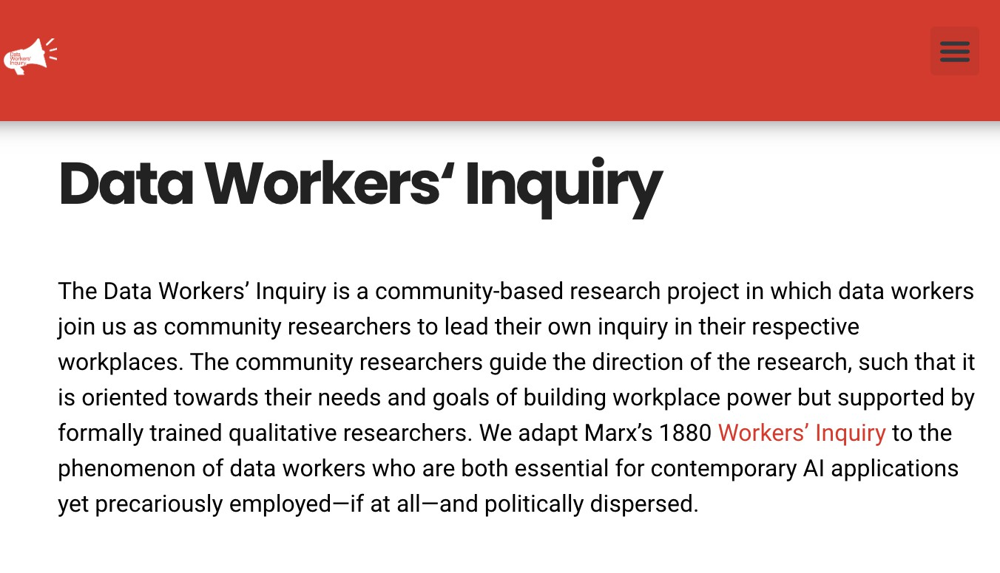 Data
Workers'
Inquiry
Data Workers‘ Inquiry
The Data Workers’ Inquiry is a community-based research project in which data workers
join us as community researchers to lead their own inquiry in their respective
workplaces. The community researchers guide the direction of the research, such that it
is oriented towards their needs and goals of building workplace power but supported by
formally trained qualitative researchers. We adapt Marx’s 1880 Workers’ Inquiry to the
phenomenon of data workers who are both essential for contemporary AI applications
yet precariously employed—if at all—and politically dispersed.